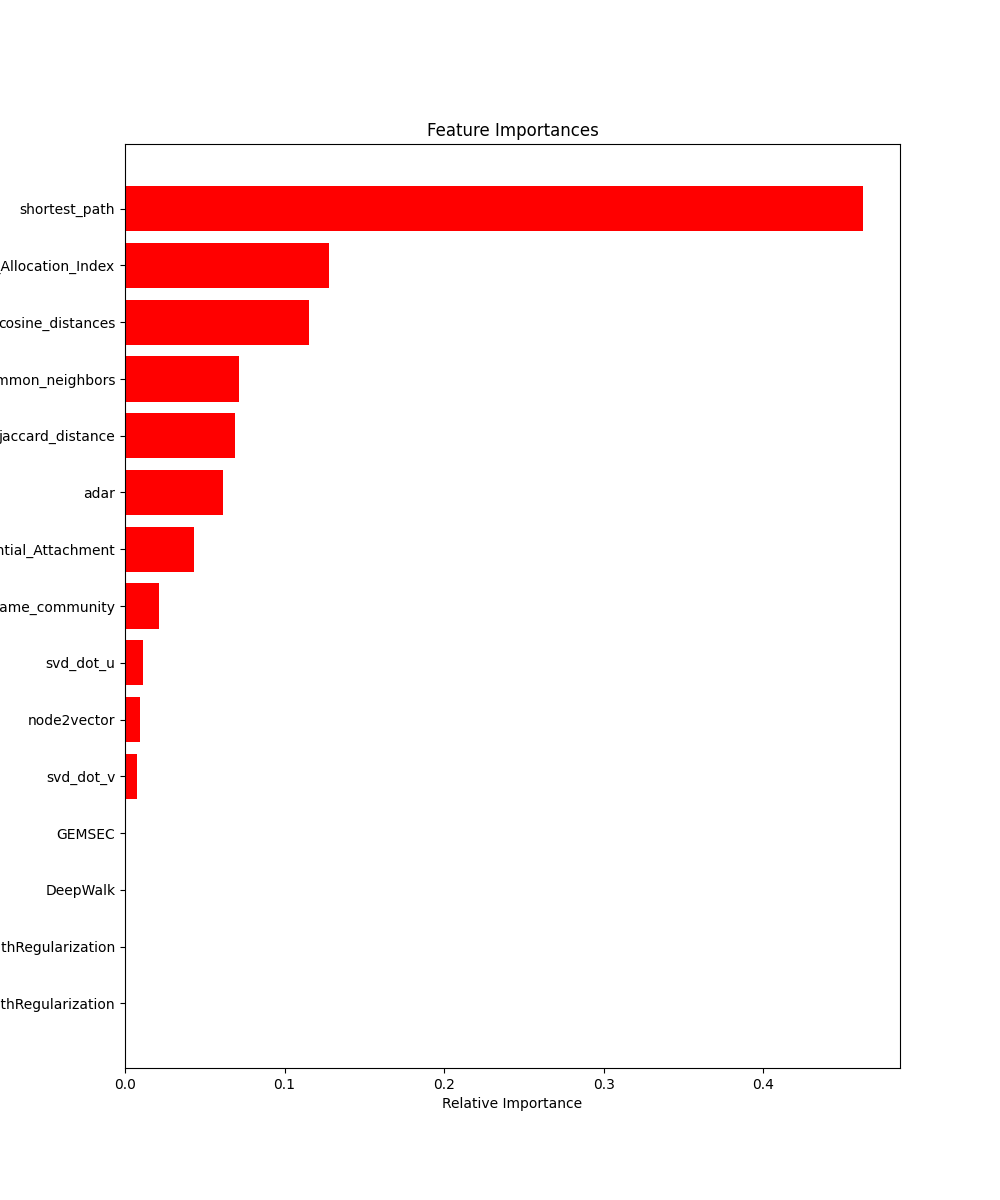 Feature Importances
shortest_path
_Allocation_Index
cosine_distances
mmon_neighbors
jaccard_distance
adar
ntial_Attachment
ame_community
svd_dot_u
node2vector
svd_dot_v
GEMSEC
DeepWalk
thRegularization
thRegularization
0.0 0.1 0.2 0.3 0.4
Relative Importance